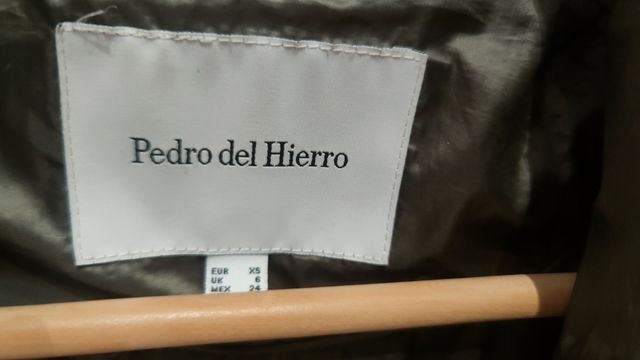 Pedro del Hierro
EUR XS
UK 6
MEX 24